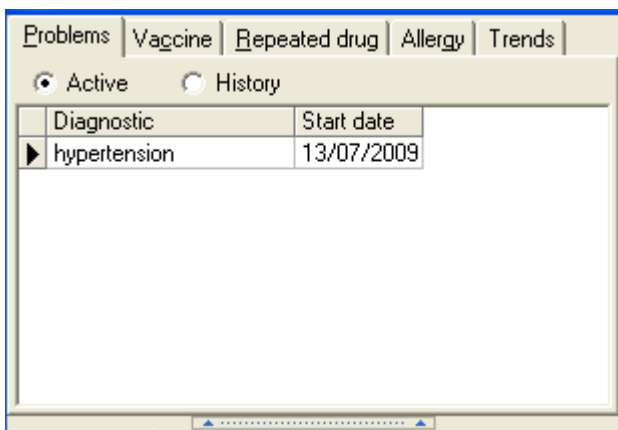 Problems Vaccine Repeated drug Allergy Trends
Active History
Diagnostic Start date
hypertension 13/07/2009